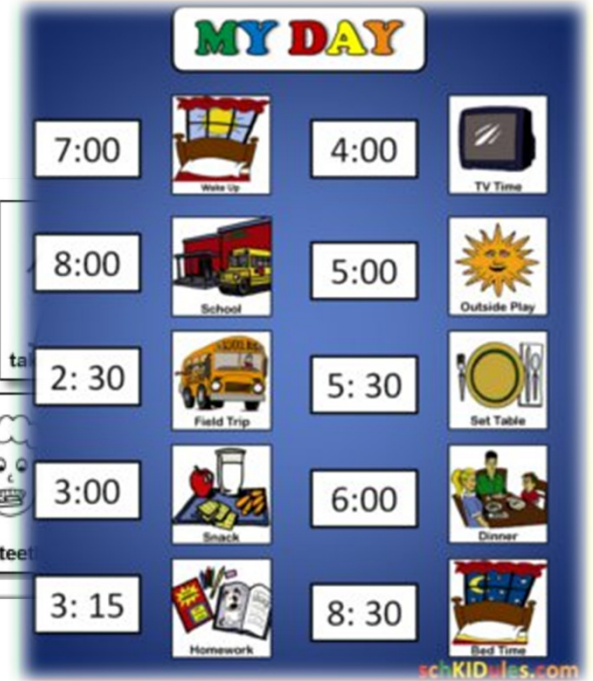 MY DAY
7:00
Wake Up
8:00
School
2: 30
Field Trip
3:00
Snack
3: 15
Homework
4:00
TV Time
5:00
Outside Play
5: 30
Set Table
6:00
Dinner
8: 30
Bed Time
schKIDules.com